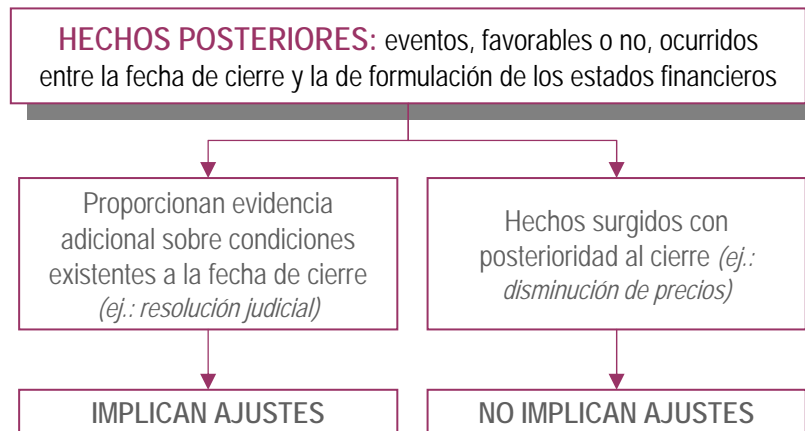 HECHOS POSTERIORES: eventos, favorables o no, ocurridos
entre la fecha de cierre y la de formulación de los estados financieros
Proporcionan evidencia
adicional sobre condiciones
existentes a la fecha de cierre
(ej.: resolución judicial)
Hechos surgidos con
posterioridad al cierre (ej.:
disminución de precios)
IMPLICAN AJUSTES
NO IMPLICAN AJUSTES